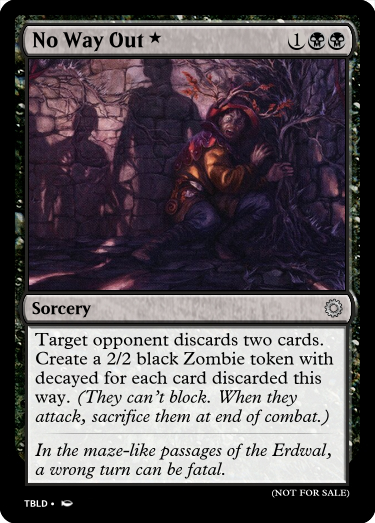 No Way Out ★ 1
Sorcery
Target opponent discards two cards.
Create a 2/2 black Zombie token with
decayed for each card discarded this
way. (They can't block. When they
attack, sacrifice them at end of combat.)
In the maze-like passages of the Erdwal,
a wrong turn can be fatal.
(NOT FOR SALE)
TBLD •